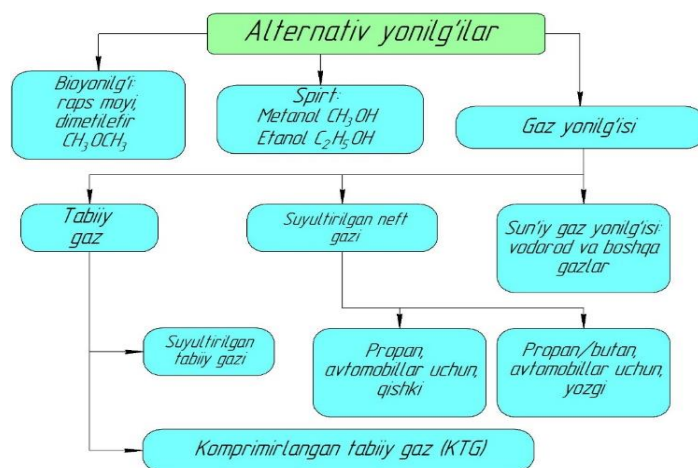 Alternativ yonilg'ilar
Bioyonilg'i:
raps moyi,
dimetilefir
CH₃OCH₃
Spirt:
Metanol CH₃OH
Etanol C₂H₅OH
Gaz yonilg'isi
Tabiiy
gaz
Suyultirilgan neft
gazi
Sun'iy gaz yonilg'isi:
vodorod va boshqa
gazlar
Suyultirilgan
tabiiy gazi
Propan,
avtomobillar uchun,
qishki
Propan/butan,
avtomobillar uchun,
yozgi
Komprimirlangan tabiiy gaz (KTG)